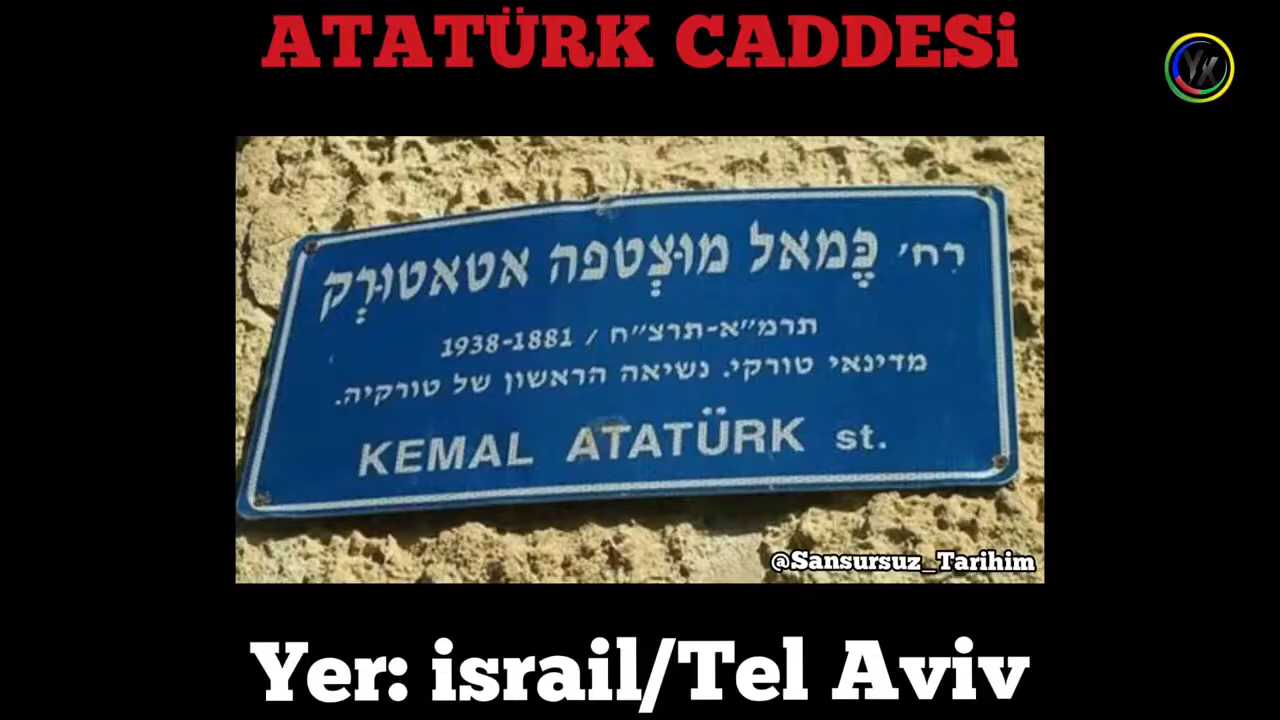 ATATÜRK CADDESi
YX
רח׳ כֶּמאל מוּצְטפה אטאטוּרְק
תרמ״א-תרצ״ח / 1938-1881
מדינאי טורקי. נשיאה הראשון של טורקיה.
KEMAL ATATÜRK st.
@Sansursuz_Tarihim
Yer: israil/Tel Aviv